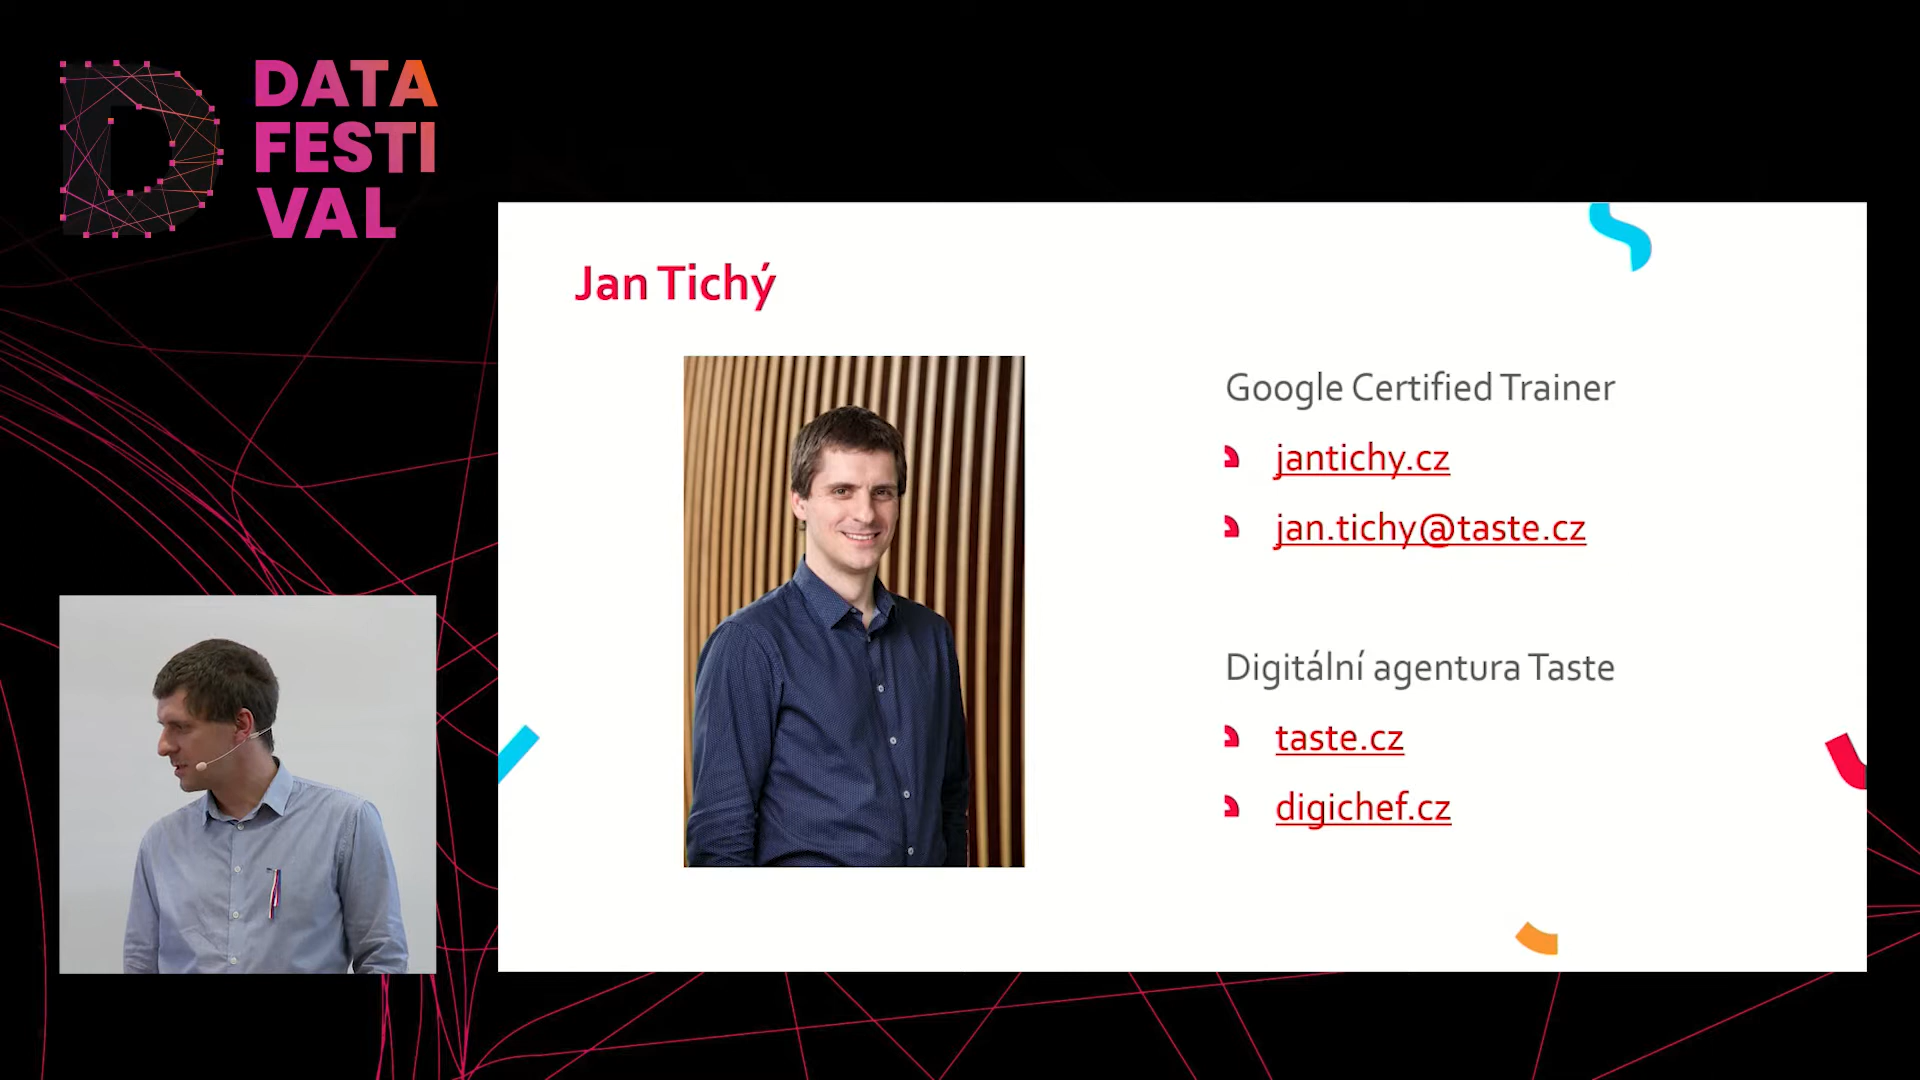 DATA
FESTI
VAL
Jan Tichý
Google Certified Trainer
jantichy.cz
jan.tichy@taste.cz
Digitální agentura Taste
taste.cz
digichef.cz